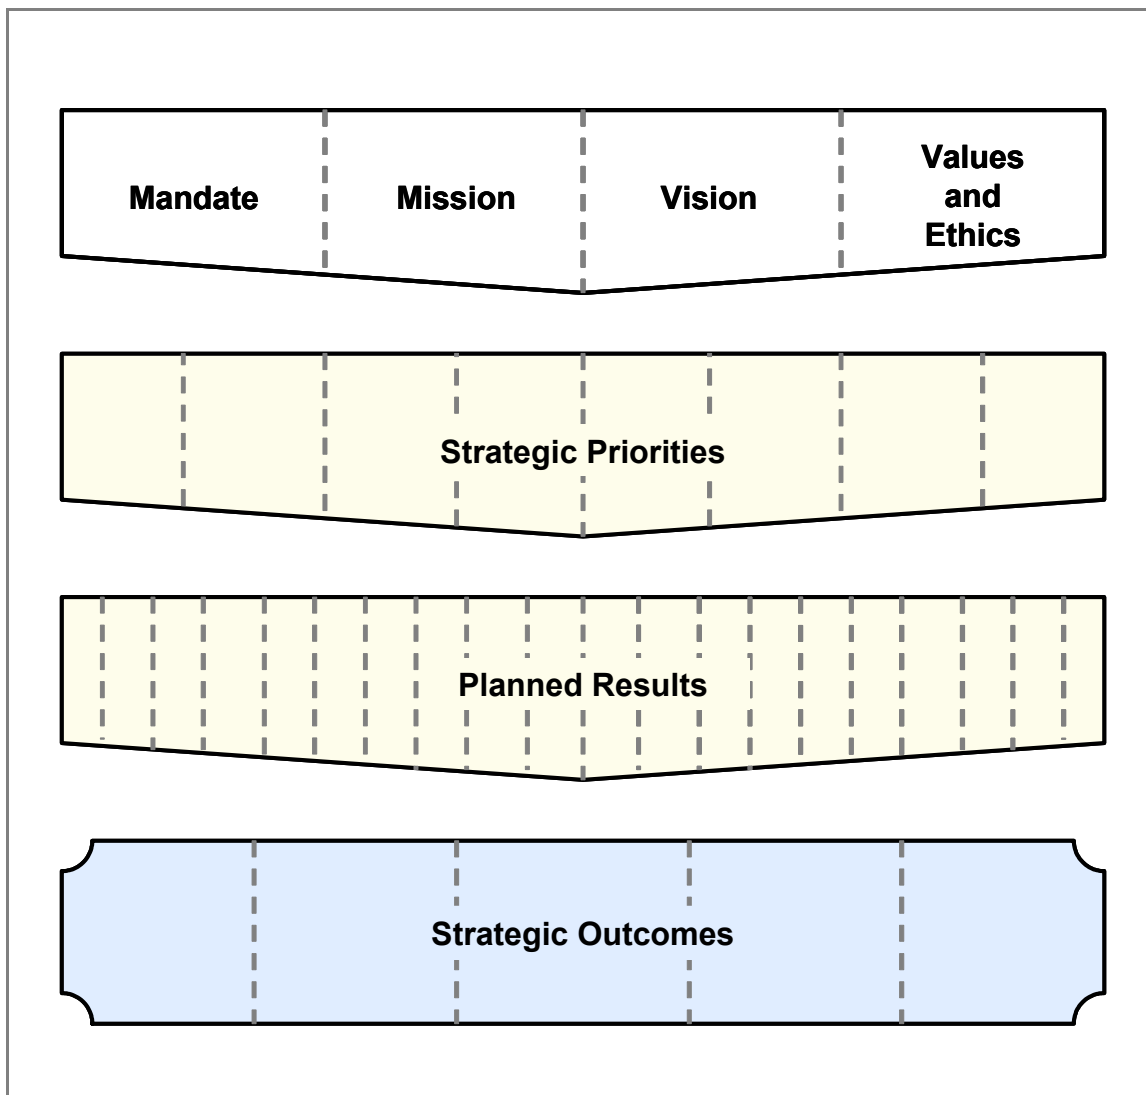 Mandate
Mission
Vision
Values
and
Ethics
Strategic Priorities
Planned Results
Strategic Outcomes